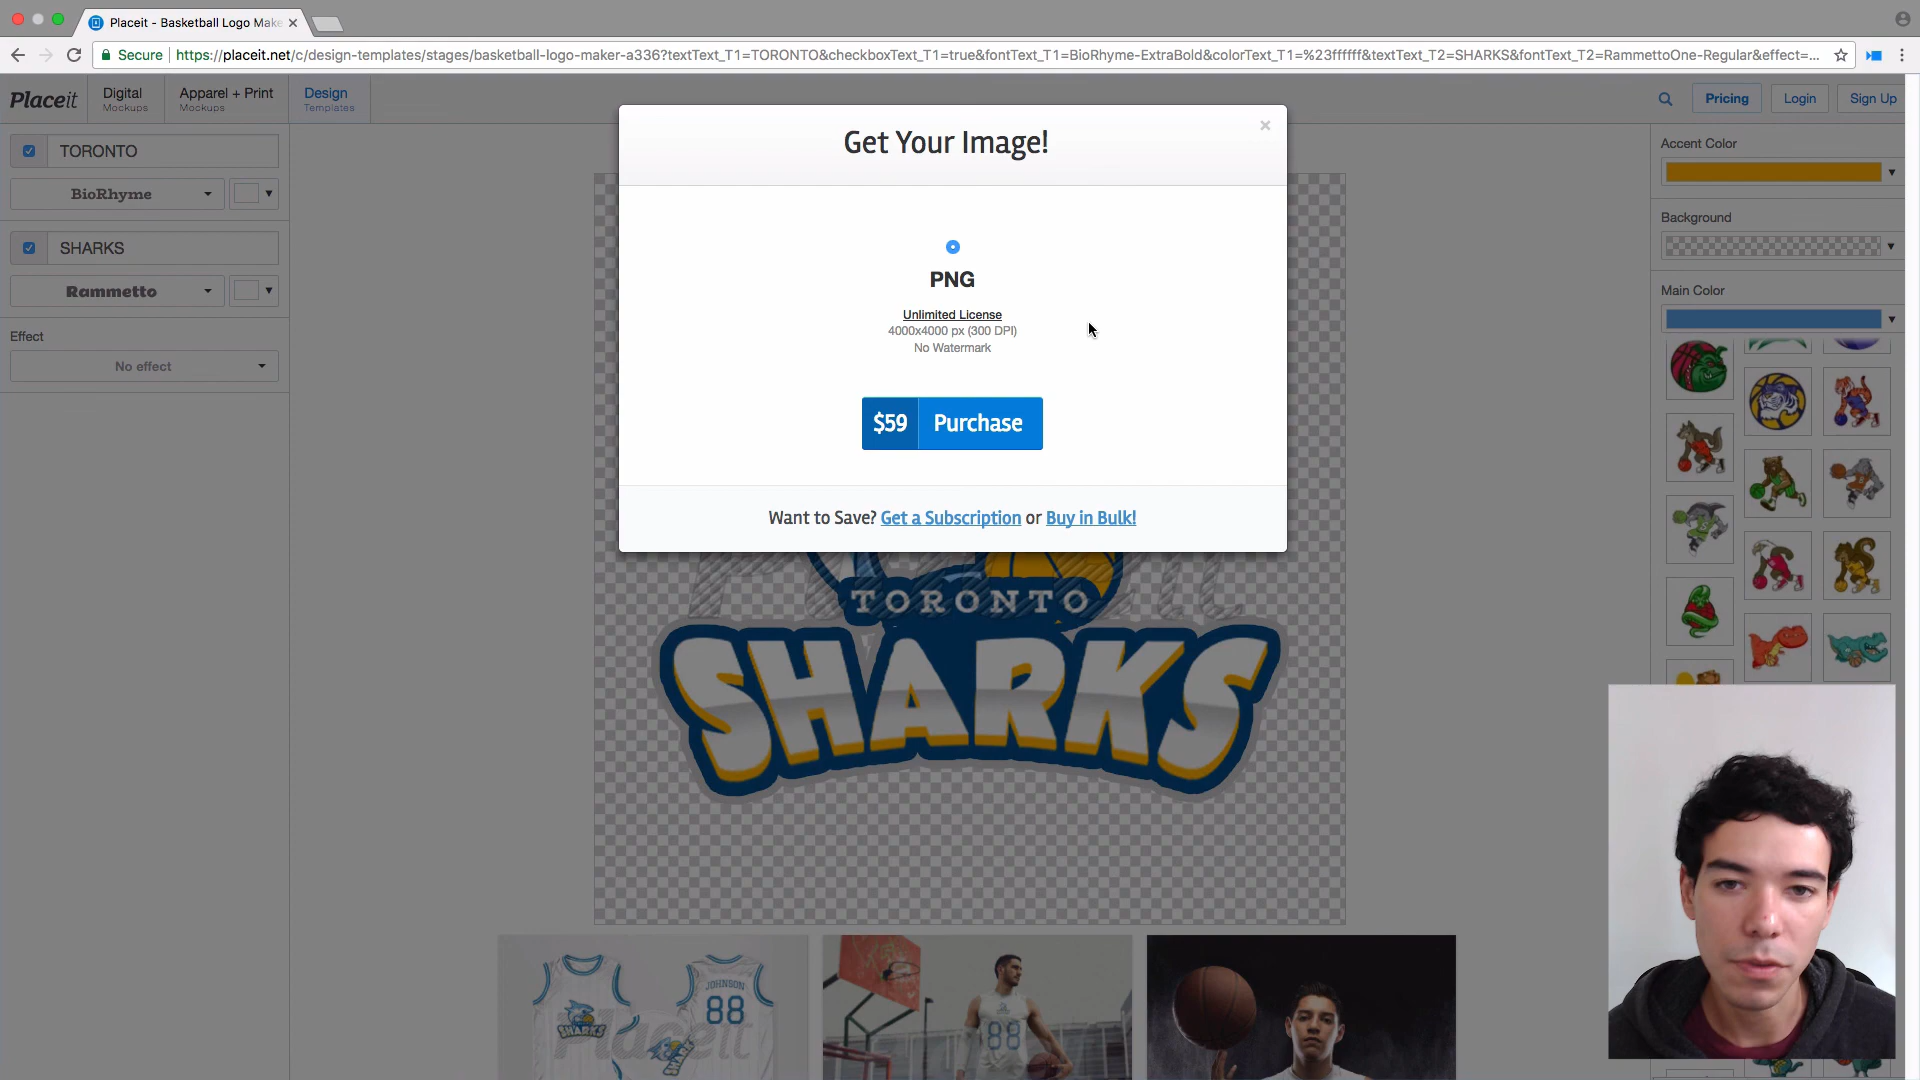 Placeit - Basketball Logo Make
Secure
https://placeit.net/c/design-templates/stages/basketball-logo-maker-a336?textText_T1=TORONTO&checkboxText_T1=true&fontText_T1=BioRhyme-ExtraBold&colorText_T1=%23ffffff&textText_T2=SHARKS&fontText_T2=RammettoOne-Regular&effect=...
Placeit
Digital
Mockups
Apparel + Print
Mockups
Design
Templates
Pricing
Login
Sign Up
TORONTO
BioRhyme
SHARKS
Rammetto
Effect
No effect
Get Your Image!
×
PNG
Unlimited License
4000x4000 px (300 DPI)
No Watermark
$59 Purchase
Want to Save? Get a Subscription or Buy in Bulk!
TORONTO
SHARKS
Accent Color
Background
Main Color
JOHNSON
88
SHARKS
Placeit
88